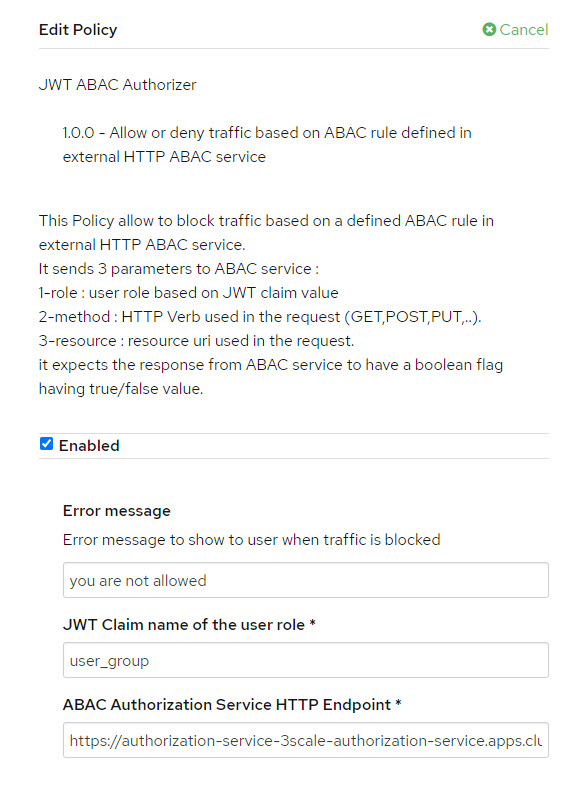 Edit Policy
Cancel
JWT ABAC Authorizer
1.0.0 - Allow or deny traffic based on ABAC rule defined in
external HTTP ABAC service
This Policy allow to block traffic based on a defined ABAC rule in
external HTTP ABAC service.
It sends 3 parameters to ABAC service :
1-role : user role based on JWT claim value
2-method : HTTP Verb used in the request (GET,POST,PUT,..).
3-resource : resource uri used in the request.
it expects the response from ABAC service to have a boolean flag
having true/false value.
Enabled
Error message
Error message to show to user when traffic is blocked
you are not allowed
JWT Claim name of the user role *
user_group
ABAC Authorization Service HTTP Endpoint *
https://authorization-service-3scale-authorization-service.apps.clu